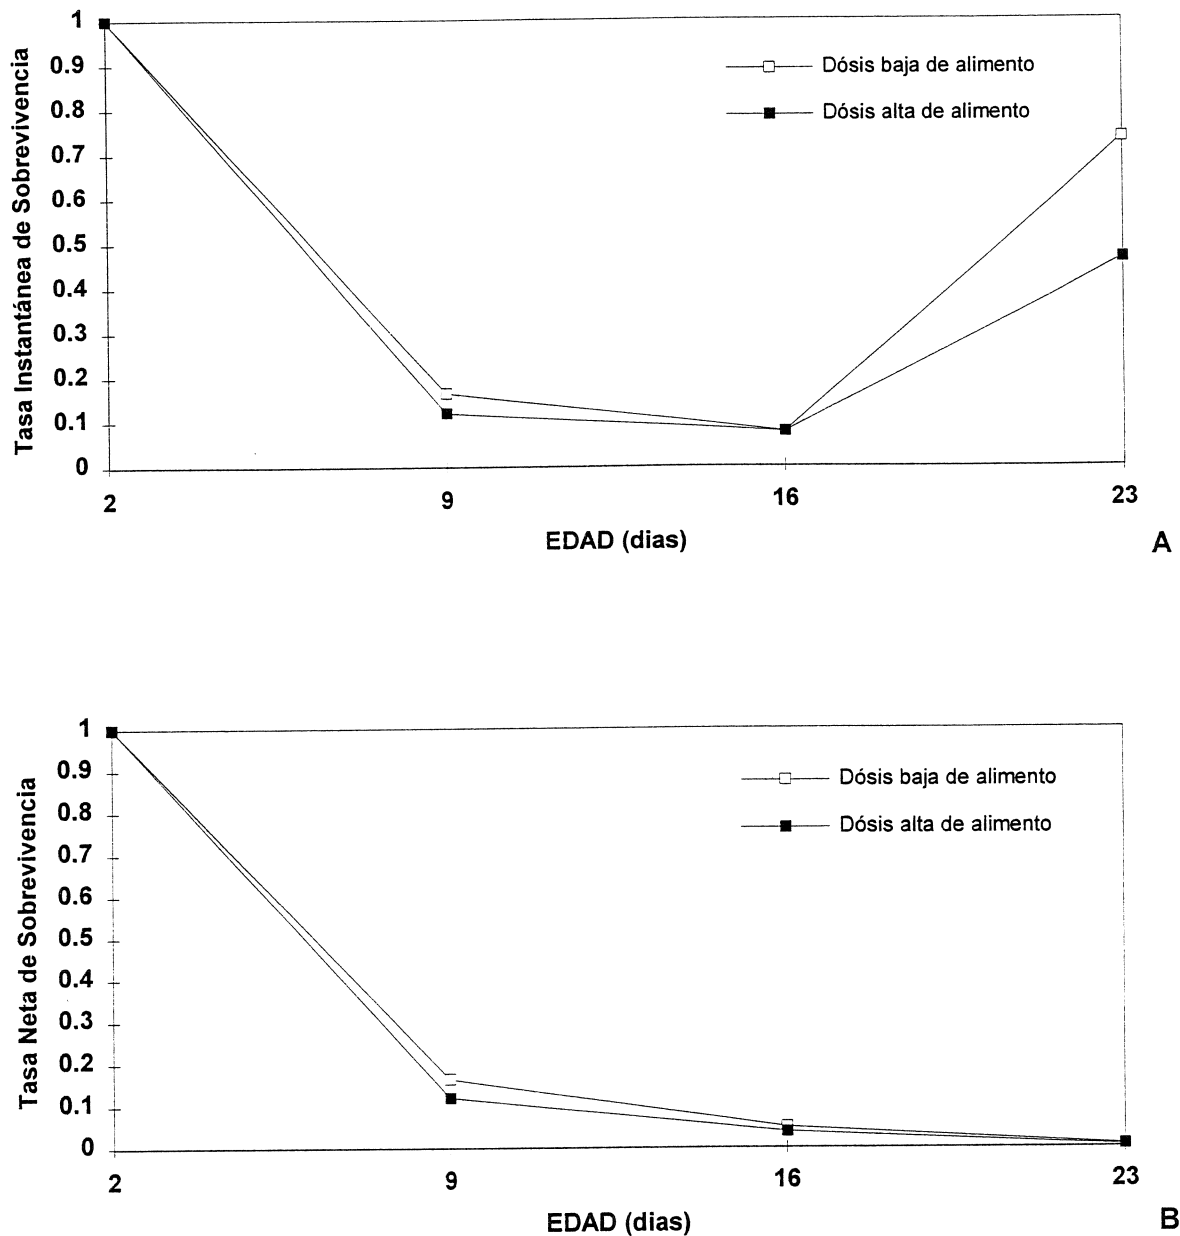 Tasa Instantánea de Sobrevivencia
1
0.9
0.8
0.7
0.6
0.5
0.4
0.3
0.2
0.1
0
Dósis baja de alimento
Dósis alta de alimento
2 9 16 23
EDAD (dias)
A
Tasa Neta de Sobrevivencia
1
0.9
0.8
0.7
0.6
0.5
0.4
0.3
0.2
0.1
0
Dósis baja de alimento
Dósis alta de alimento
2 9 16 23
EDAD (dias)
B